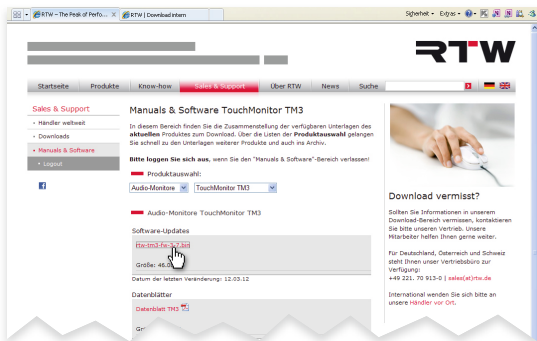 RTW – The Peak of Perfo...
RTW | Download intern
Sicherheit
Extras
RTW
Startseite
Produkte
Know-how
Sales & Support
Über RTW
News
Suche
Sales & Support
Händler weltweit
Downloads
Manuals & Software
Logout
Manuals & Software TouchMonitor TM3
In diesem Bereich finden Sie die Zusammenstellung der verfügbaren Unterlagen des
aktuellen Produktes zum Download. Über die Listen der Produktauswahl gelangen
Sie schnell zu den Unterlagen weiterer Produkte und auch ins Archiv.
Bitte loggen Sie sich aus, wenn Sie den "Manuals & Software"-Bereich verlassen!
Produktauswahl:
Audio-Monitore
TouchMonitor TM3
Audio-Monitore TouchMonitor TM3
Software-Updates
rtw-tm3-fw-3-7.bin
Größe:
Datum der letzten Veränderung: 12.03.12
Datenblätter
Datenblatt TM3
Download vermisst?
Sollten Sie Informationen in unserem
Download-Bereich vermissen, kontaktieren
Sie bitte unseren Vertrieb. Unsere
Mitarbeiter helfen Ihnen gerne weiter.
Für Deutschland, Österreich und Schweiz
steht Ihnen unser Vertriebsbüro zur
Verfügung:
+49 221. 70 913-0 | sales(at)rtw.de
International wenden Sie sich bitte an
unsere Händler vor Ort.